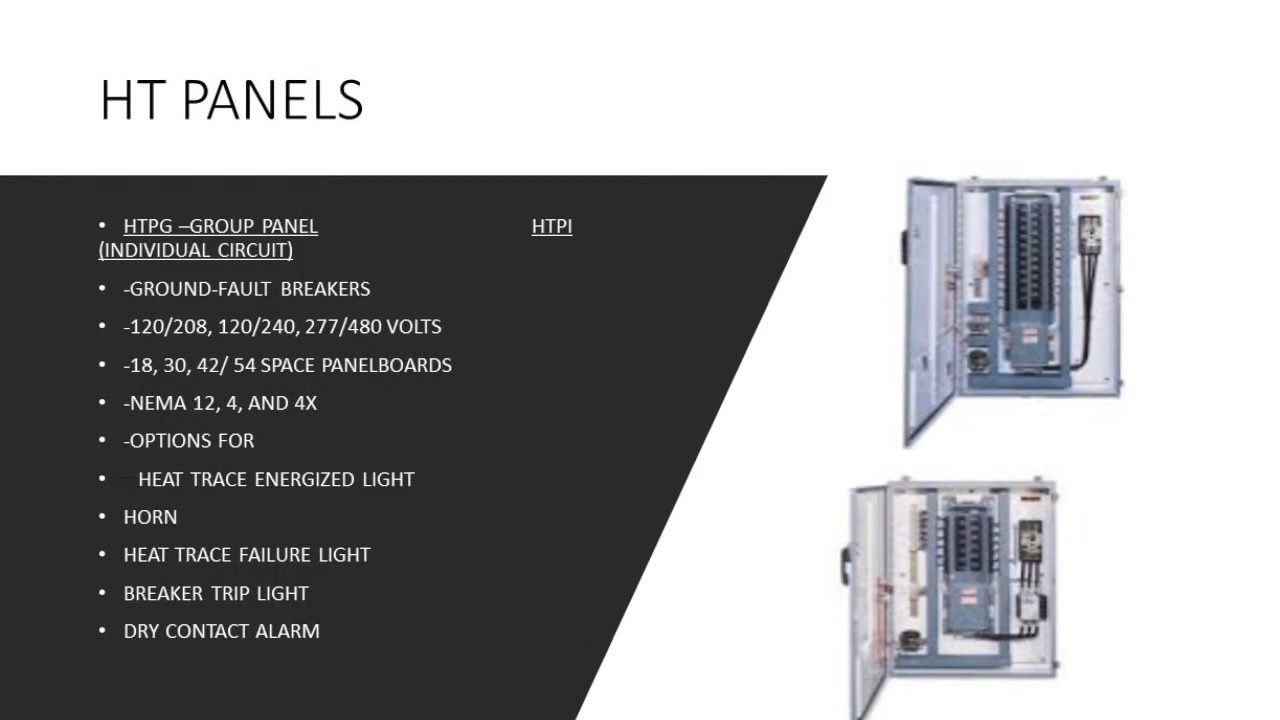 HT PANELS
• HTPG –GROUP PANEL HTPI
(INDIVIDUAL CIRCUIT)
• -GROUND-FAULT BREAKERS
• -120/208, 120/240, 277/480 VOLTS
• -18, 30, 42/ 54 SPACE PANELBOARDS
• -NEMA 12, 4, AND 4X
• -OPTIONS FOR
• HEAT TRACE ENERGIZED LIGHT
• HORN
• HEAT TRACE FAILURE LIGHT
• BREAKER TRIP LIGHT
• DRY CONTACT ALARM